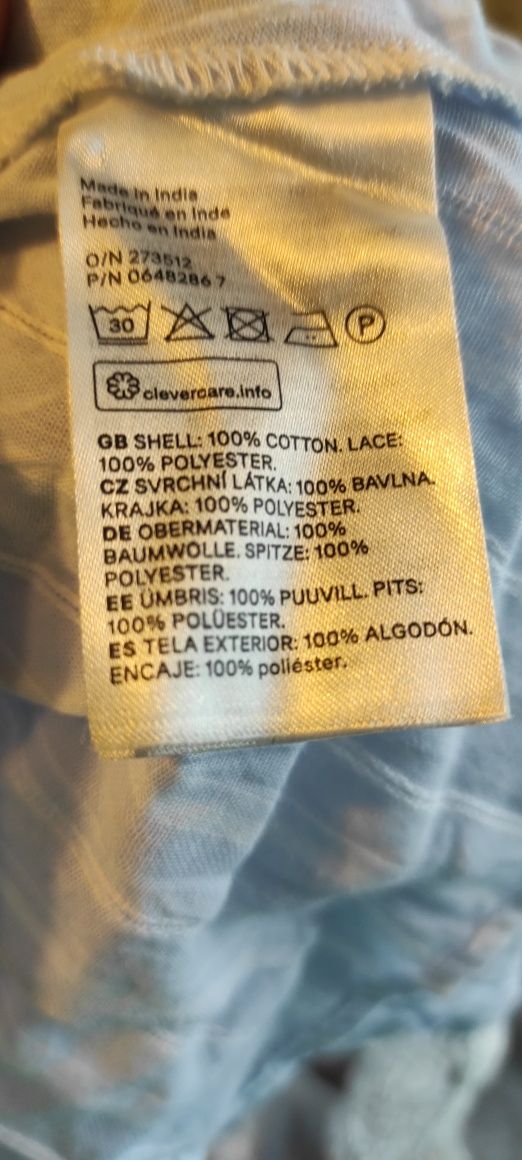 Made in India
Fabriqué en Inde
Hecho en India
O/N 273512
P/N 0648286 7
30
P
clevercare.info
GB SHELL: 100% COTTON. LACE:
100% POLYESTER.
CZ SVRCHNÍ LÁTKA: 100% BAVLNA.
KRAJKA: 100% POLYESTER.
DE OBERMATERIAL: 100%
BAUMWOLLE. SPITZE: 100%
POLYESTER.
EE ÜMBRIS: 100% PUUVILL. PITS:
100% POLÜESTER.
ES TELA EXTERIOR: 100% ALGODÓN.
ENCAJE: 100% poliéster.